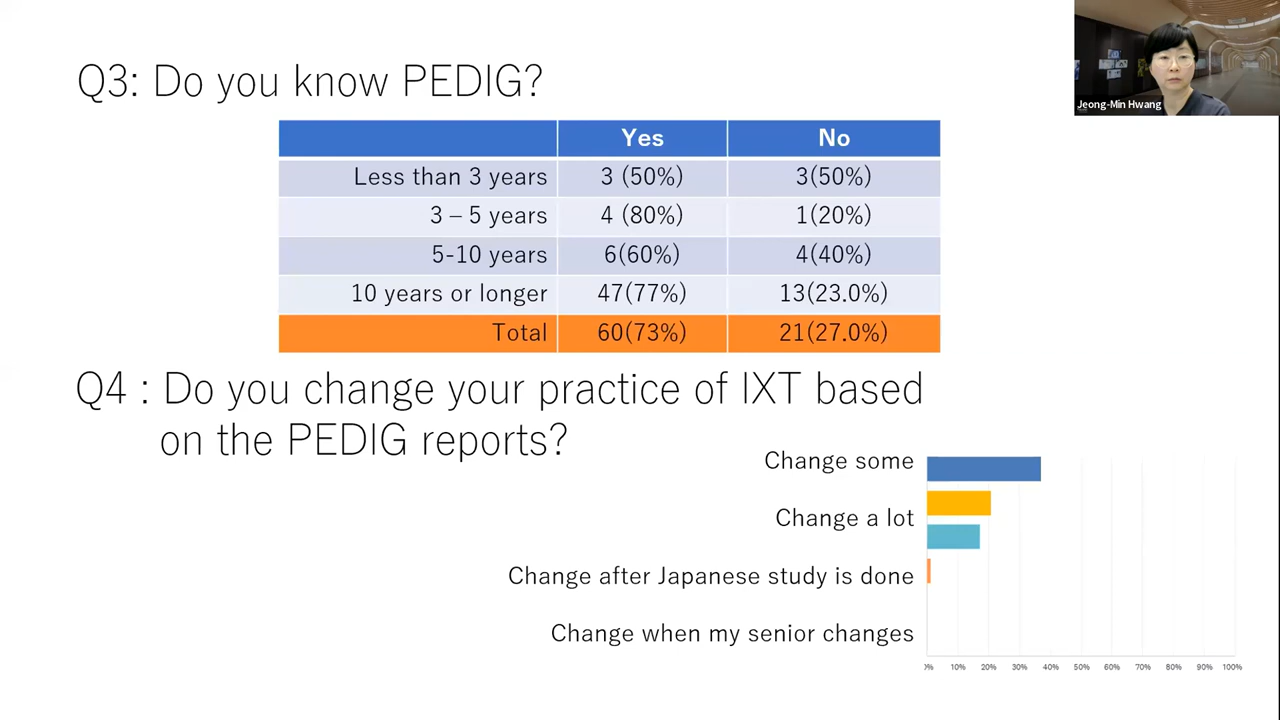 Q3: Do you know PEDIG?
Jeong-Min Hwang
Yes No
Less than 3 years 3 (50%) 3(50%)
3 – 5 years 4 (80%) 1(20%)
5-10 years 6(60%) 4(40%)
10 years or longer 47(77%) 13(23.0%)
Total 60(73%) 21(27.0%)
Q4 : Do you change your practice of IXT based
on the PEDIG reports?
Change some
Change a lot
Change after Japanese study is done
Change when my senior changes
0% 10% 20% 30% 40% 50% 60% 70% 80% 90% 100%